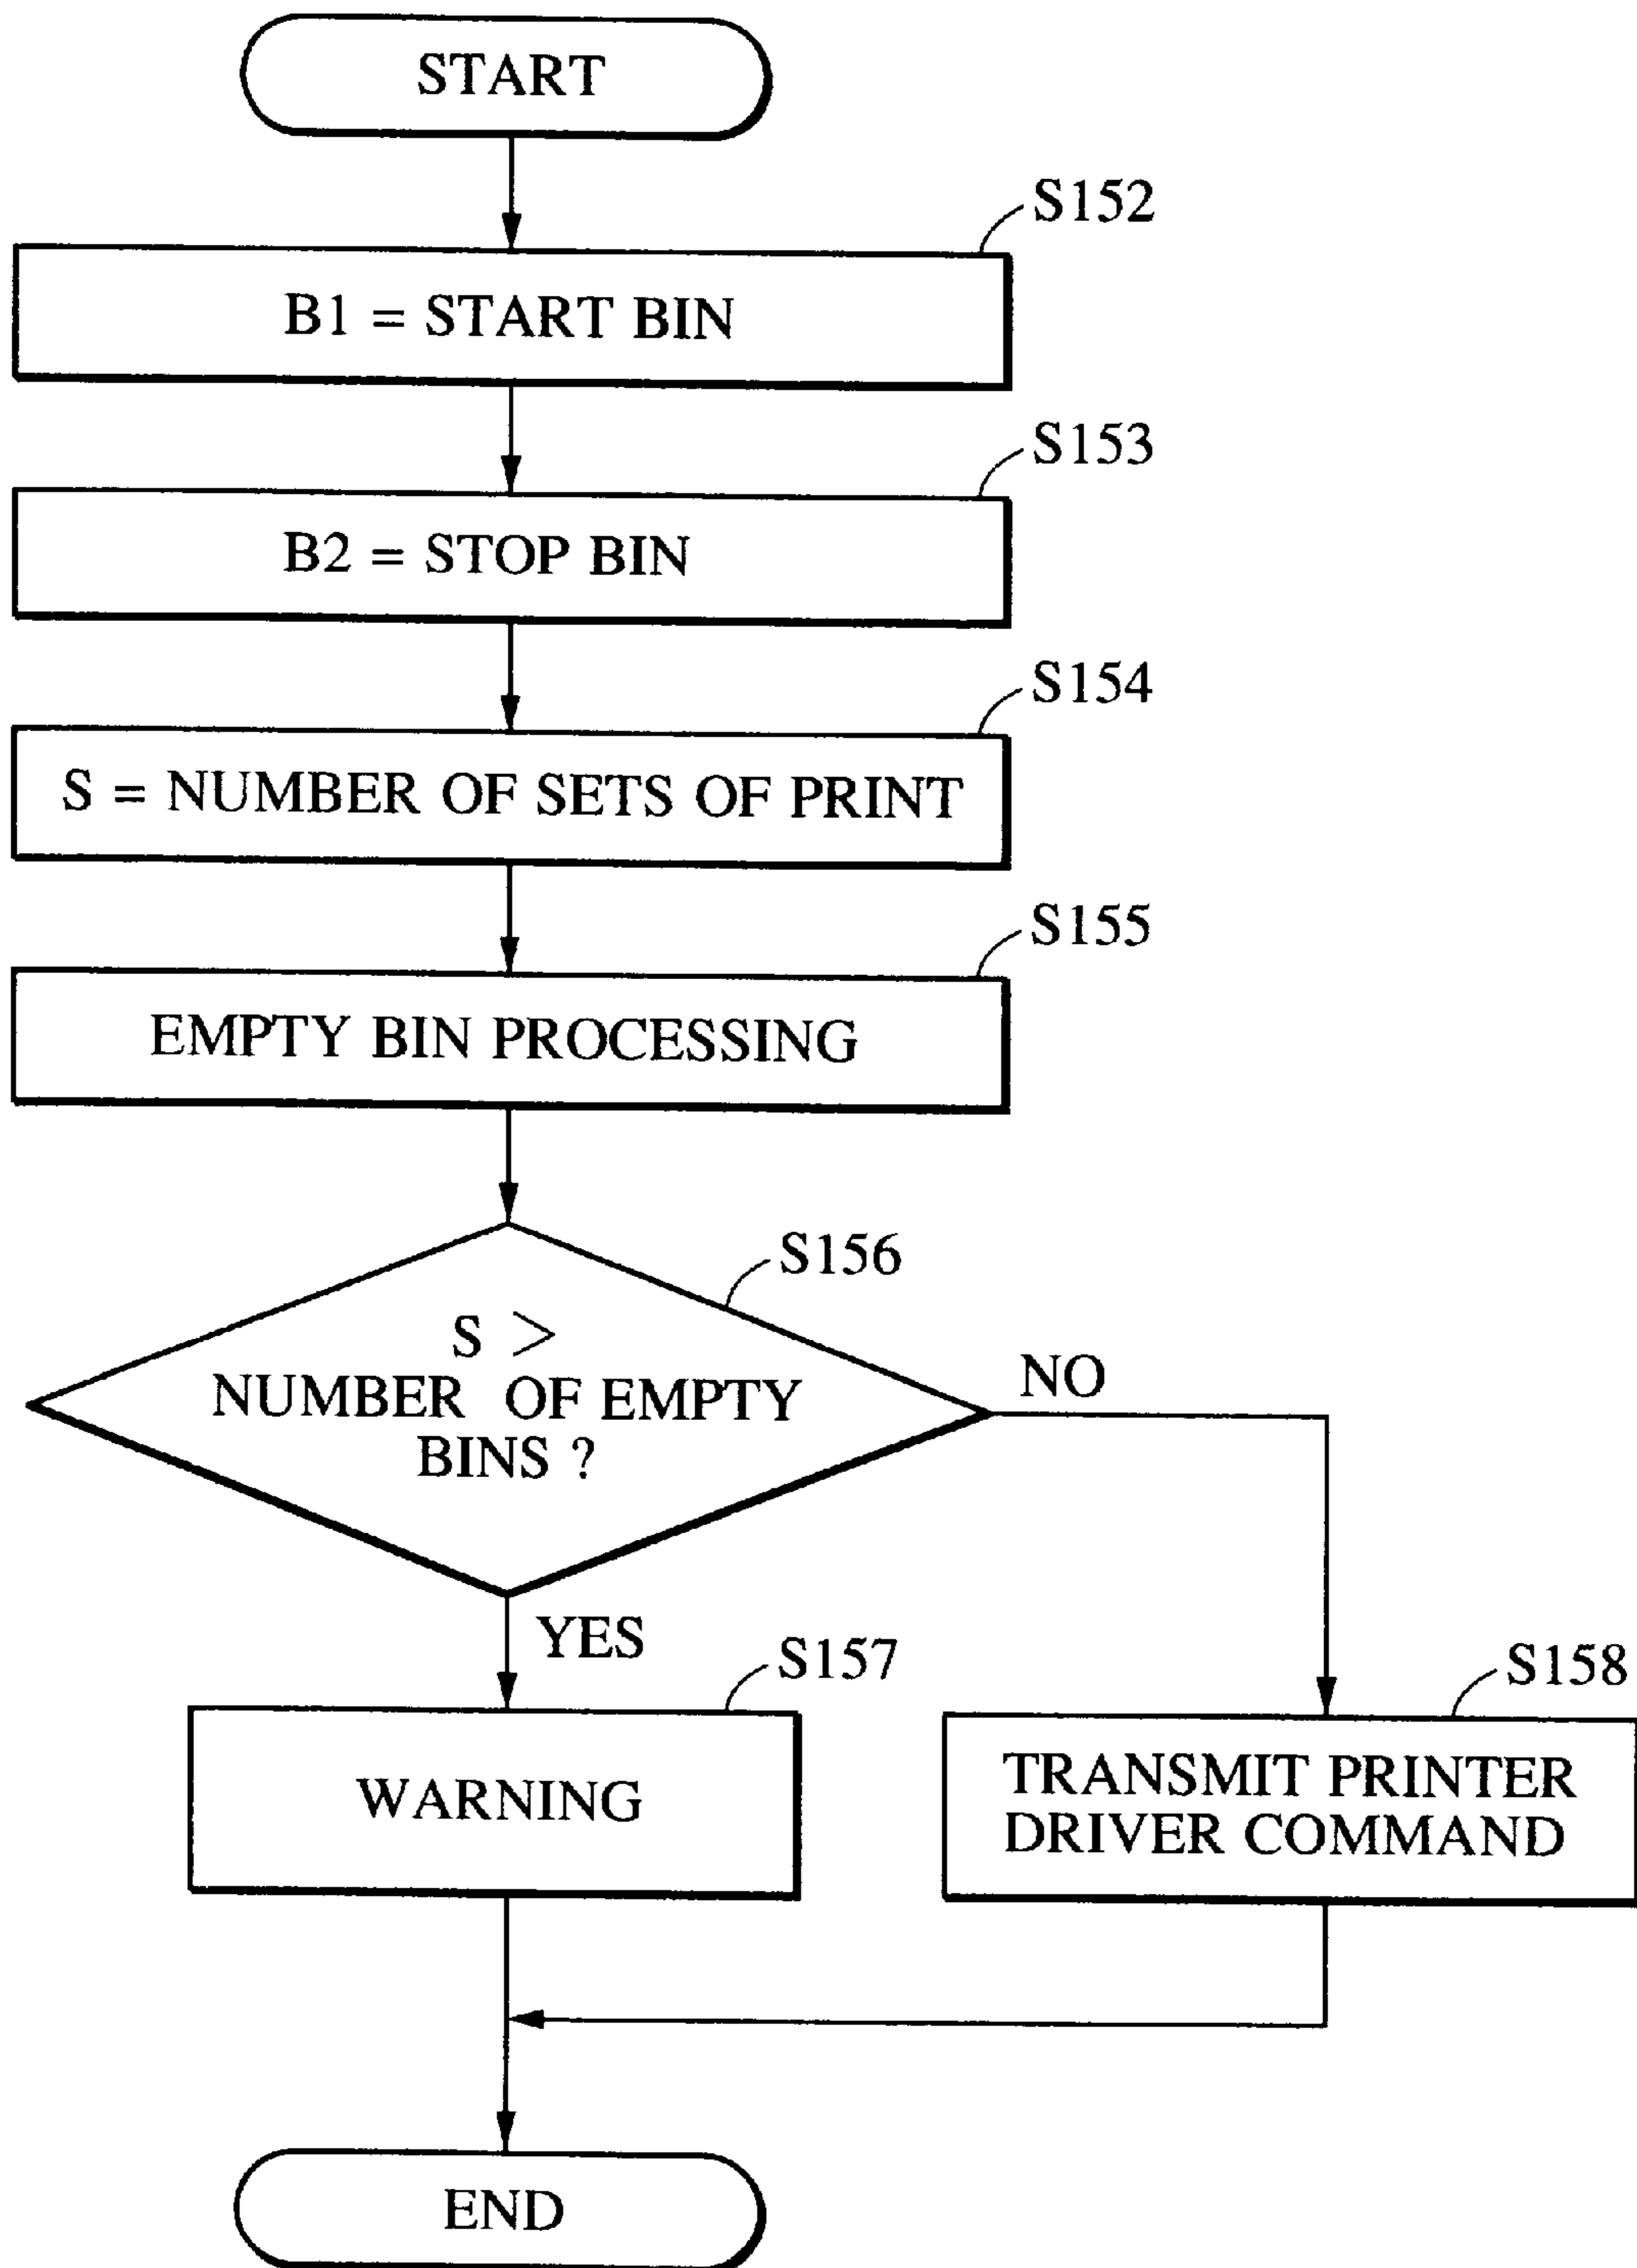 START
S152
B1 = START BIN
S153
B2 = STOP BIN
S154
S = NUMBER OF SETS OF PRINT
S155
EMPTY BIN PROCESSING
S156
S >
NUMBER OF EMPTY
BINS ?
NO
YES
S157
WARNING
S158
TRANSMIT PRINTER
DRIVER COMMAND
END